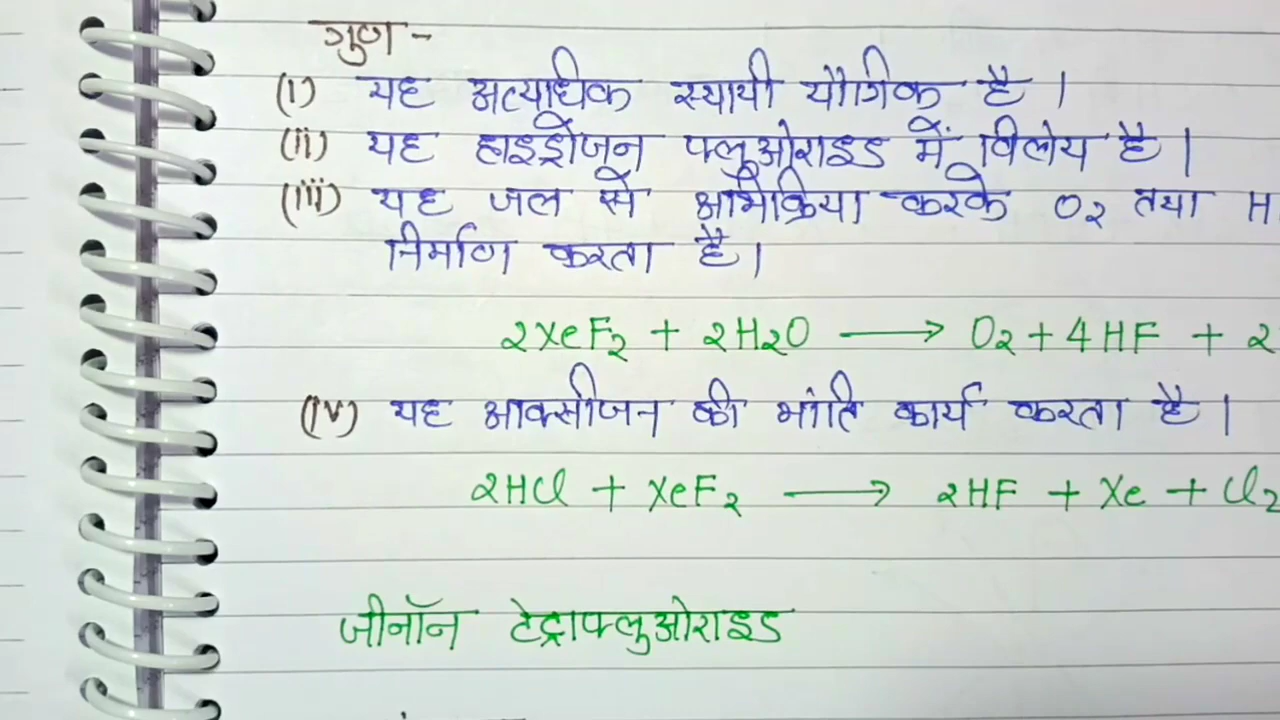 गुण -
(i) यह अत्याधिक स्थायी यौगिक है ।
(ii) यह हाइड्रोजन फ्लुओराइड में विलेय है ।
(iii) यह जल से अभिक्रिया करके O₂ तथा H
निर्माण करता है ।
2XeF₂ + 2H₂O ⟶ O₂ + 4HF + 2
(iv) यह आक्सीजन की भांति कार्य करता है ।
2HCl + XeF₂ ⟶ 2HF + Xe + Cl₂
जीनॉन टेट्राफ्लुओराइड